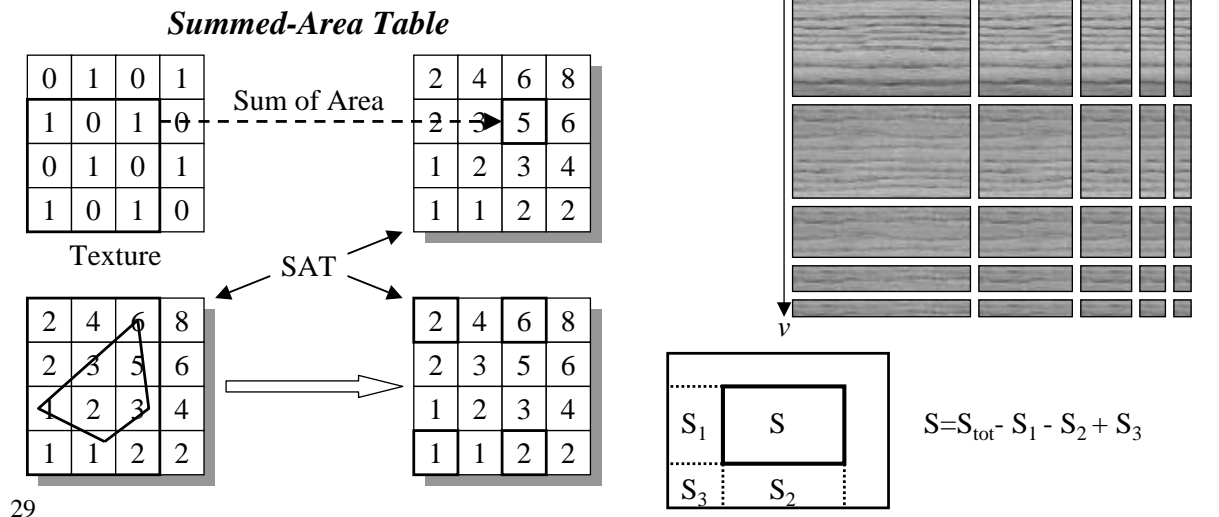 Summed-Area Table
0 1 0 1
1 0 1 0
0 1 0 1
1 0 1 0
Texture
Sum of Area
2 4 6 8
2 3 5 6
1 2 3 4
1 1 2 2
SAT
2 4 6 8
2 3 5 6
1 2 3 4
1 1 2 2
2 4 6 8
2 3 5 6
1 2 3 4
1 1 2 2
29
v
S1 S
S3 S2
S=Stot- S1 - S2 + S3